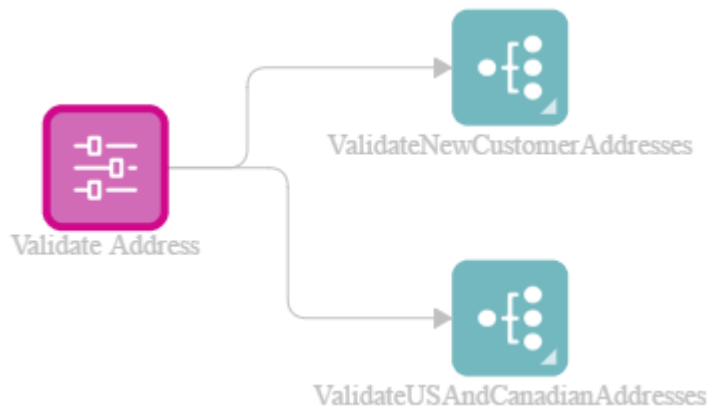 ValidateNewCustomerAddresses
Validate Address
ValidateUSAndCanadianAddresses